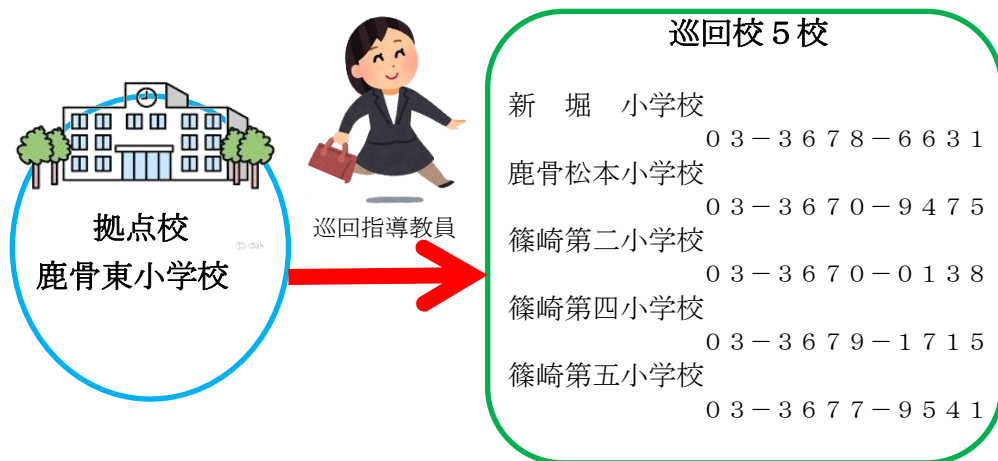 拠点校
鹿骨東小学校
巡回指導教員
巡回校５校
新　堀　小学校
０３－３６７８－６６３１
鹿骨松本小学校
０３－３６７０－９４７５
篠崎第二小学校
０３－３６７０－０１３８
篠崎第四小学校
０３－３６７９－１７１５
篠崎第五小学校
０３－３６７７－９５４１